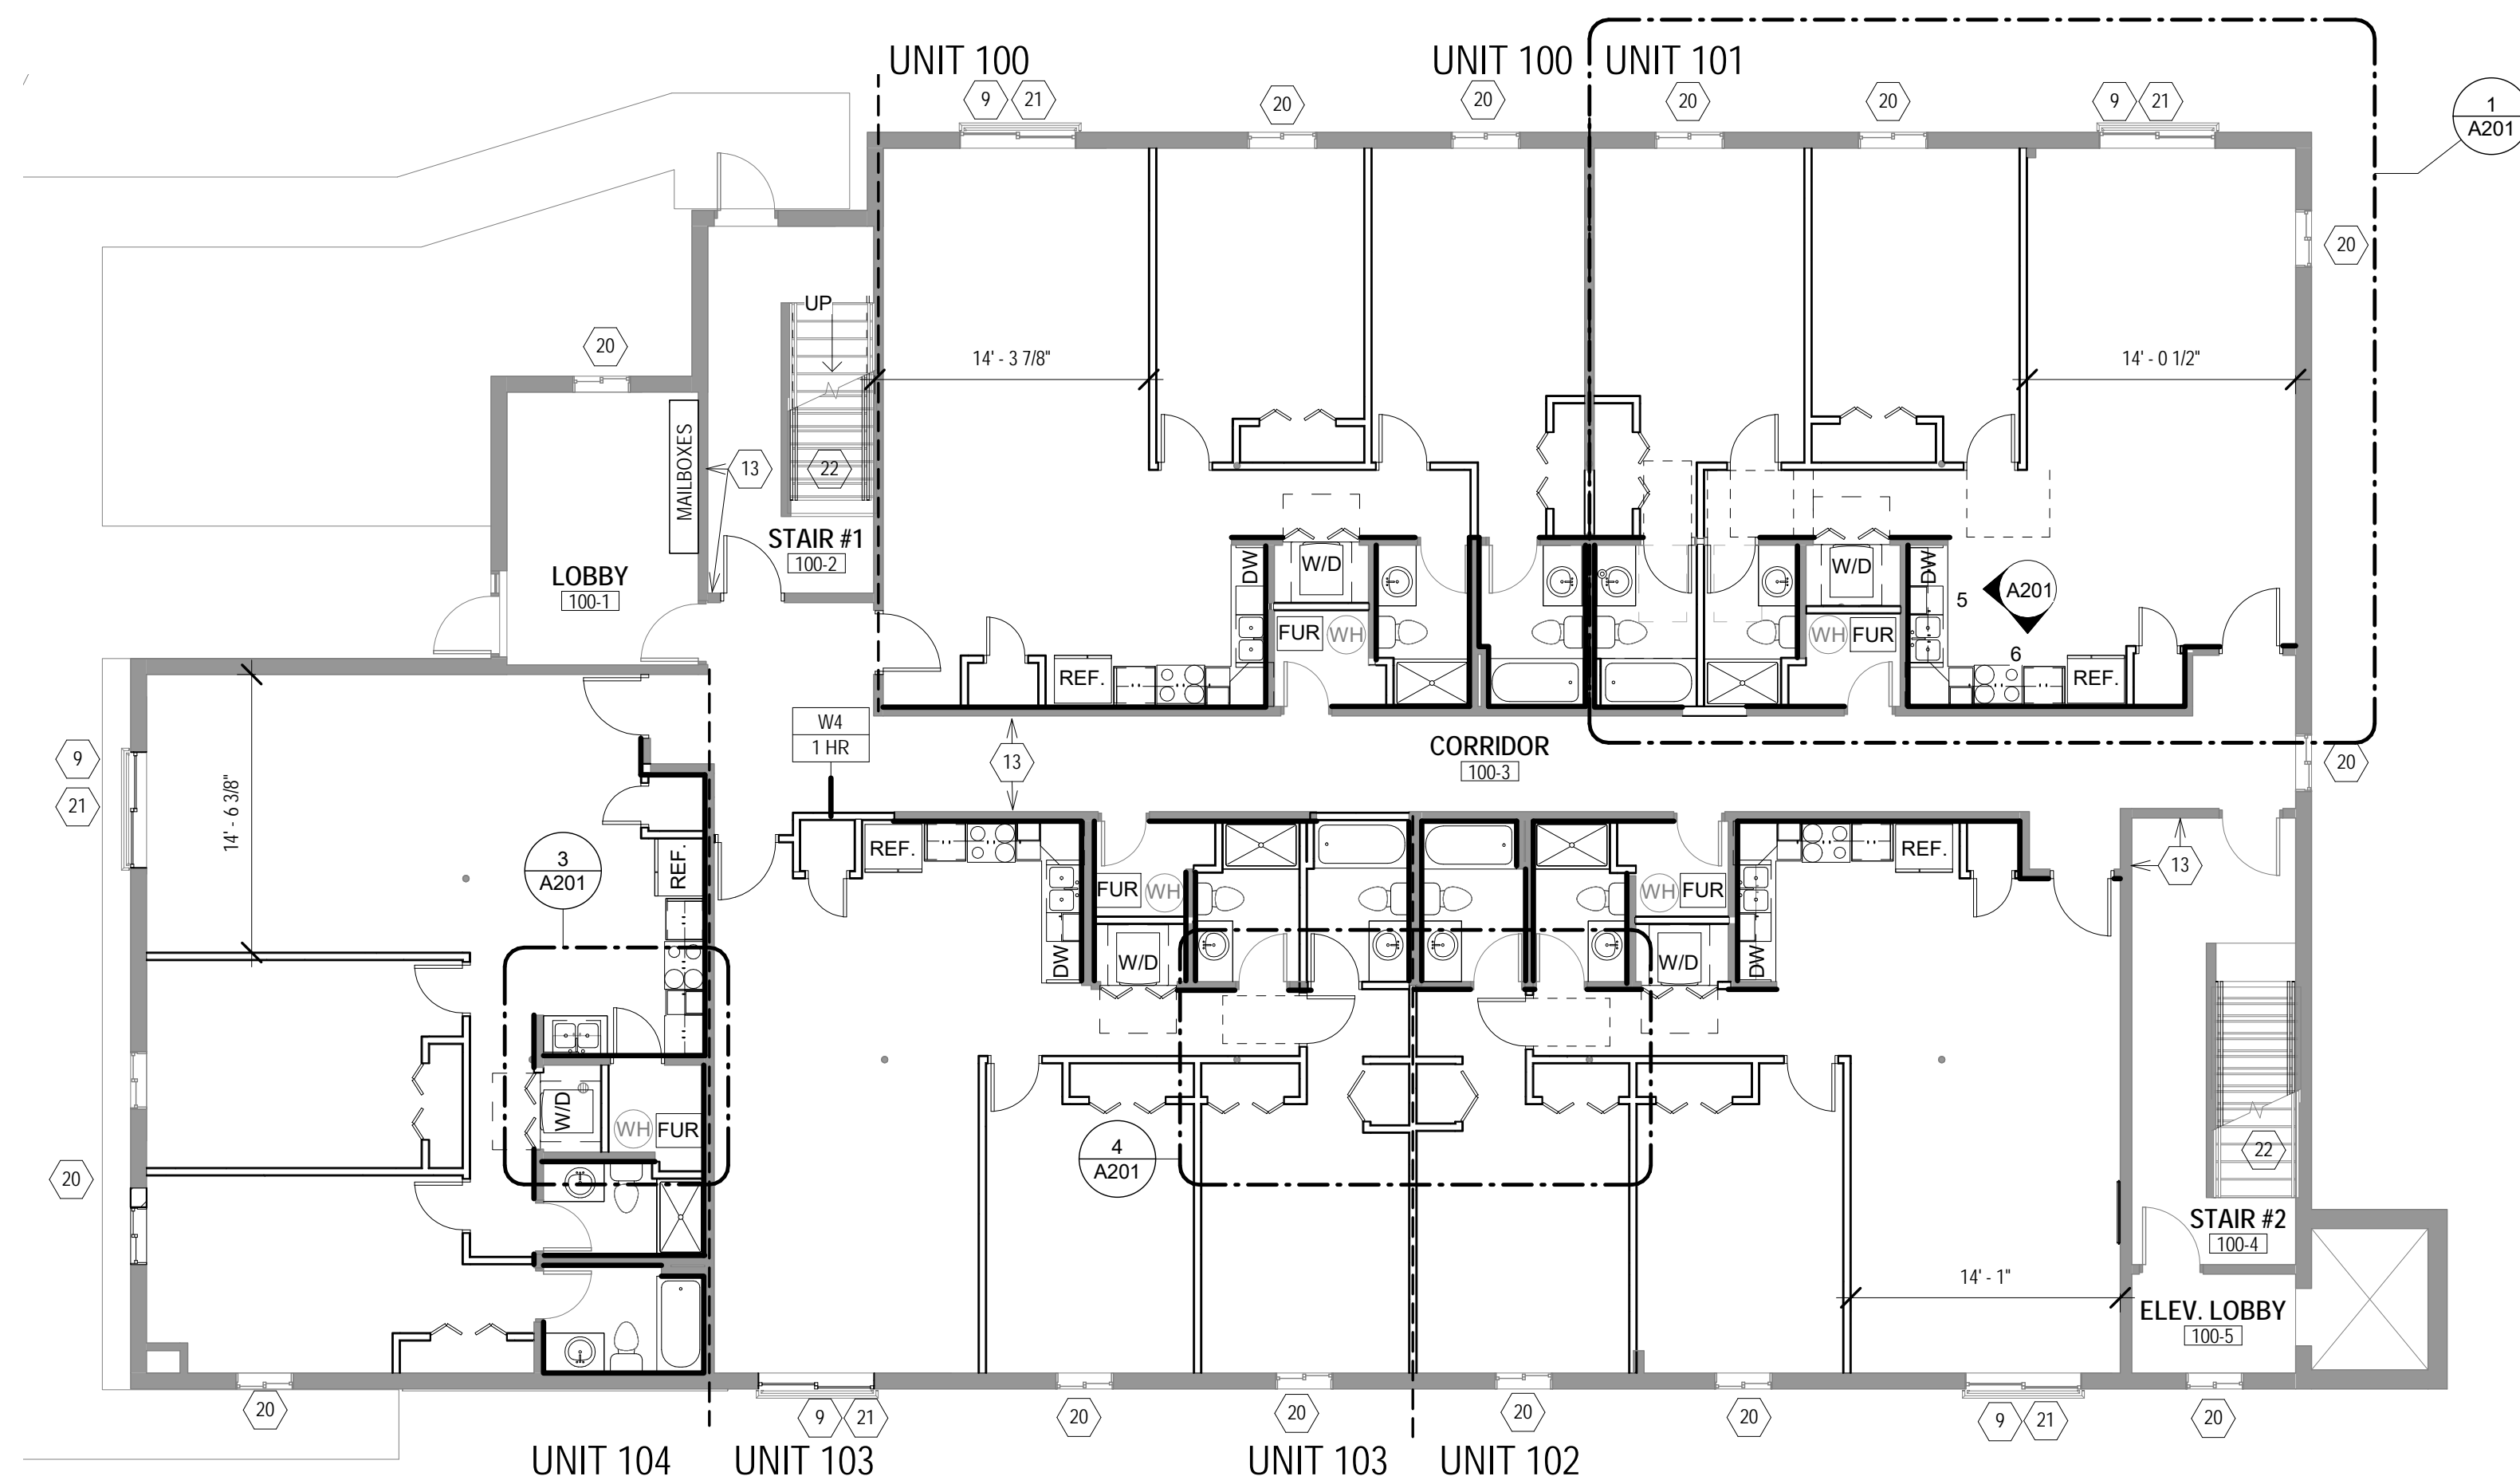 UNIT 100
UNIT 100
UNIT 101
9
21
20
20
20
20
9
21
1
A201
20
UP
20
14' - 3 7/8"
14' - 0 1/2"
MAILBOXES
13
22
STAIR #1
100-2
LOBBY
100-1
DW
W/D
FUR
WH
REF.
W/D
WH
FUR
DW
5
A201
6
REF.
W4
1 HR
13
CORRIDOR
100-3
20
9
21
14' - 6 3/8"
3
A201
REF.
REF.
FUR
WH
W/D
DW
WH
FUR
W/D
DW
REF.
13
W/D
WH
FUR
4
A201
20
22
STAIR #2
100-4
14' - 1"
ELEV. LOBBY
100-5
20
9
21
20
20
20
20
9
21
20
UNIT 104
UNIT 103
UNIT 103
UNIT 102